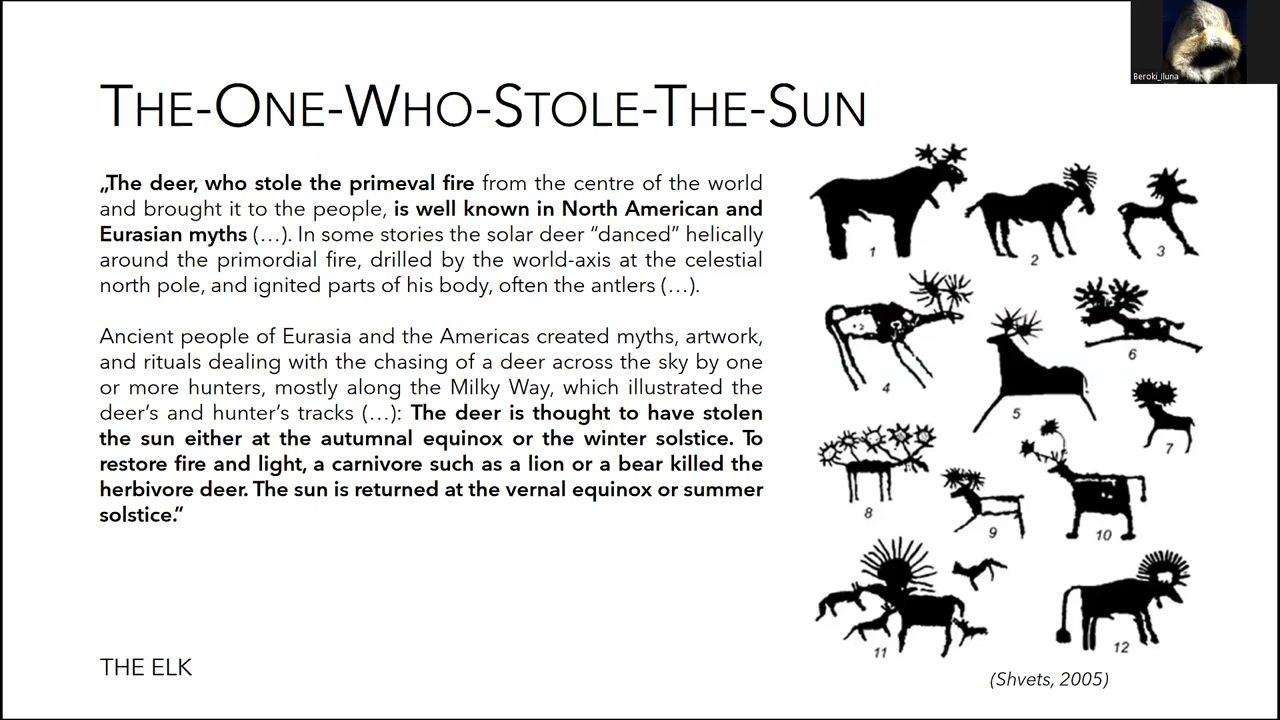 Beroki_Iluna
THE-ONE-WHO-STOLE-THE-SUN
„The deer, who stole the primeval fire from the centre of the world
and brought it to the people, is well known in North American and
Eurasian myths (…). In some stories the solar deer “danced” helically
around the primordial fire, drilled by the world-axis at the celestial
north pole, and ignited parts of his body, often the antlers (…).
Ancient people of Eurasia and the Americas created myths, artwork,
and rituals dealing with the chasing of a deer across the sky by one
or more hunters, mostly along the Milky Way, which illustrated the
deer’s and hunter’s tracks (…): The deer is thought to have stolen
the sun either at the autumnal equinox or the winter solstice. To
restore fire and light, a carnivore such as a lion or a bear killed the
herbivore deer. The sun is returned at the vernal equinox or summer
solstice.”
1
2
3
4
5
6
7
8
9
10
11
12
THE ELK
(Shvets, 2005)